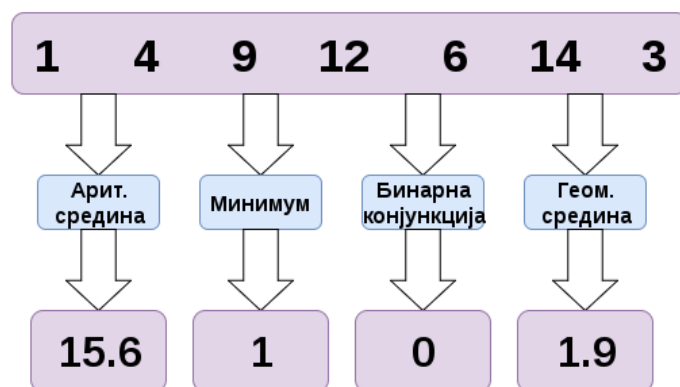 1 4 9 12 6 14 3
Арит.
средина
Минимум
Бинарна
конјункција
Геом.
средина
15.6 1 0 1.9